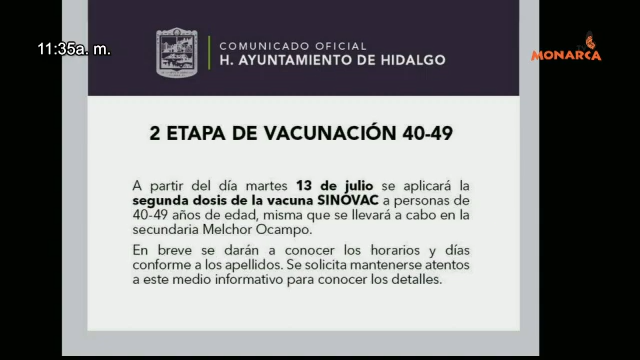 11:35a. m.
COMUNICADO OFICIAL
H. AYUNTAMIENTO DE HIDALGO
MONARCA
2 ETAPA DE VACUNACIÓN 40-49
A partir del día martes 13 de julio se aplicará la
segunda dosis de la vacuna SINOVAC a personas de
40-49 años de edad, misma que se llevará a cabo en la
secundaria Melchor Ocampo.
En breve se darán a conocer los horarios y días
conforme a los apellidos. Se solicita mantenerse atentos
a este medio informativo para conocer los detalles.